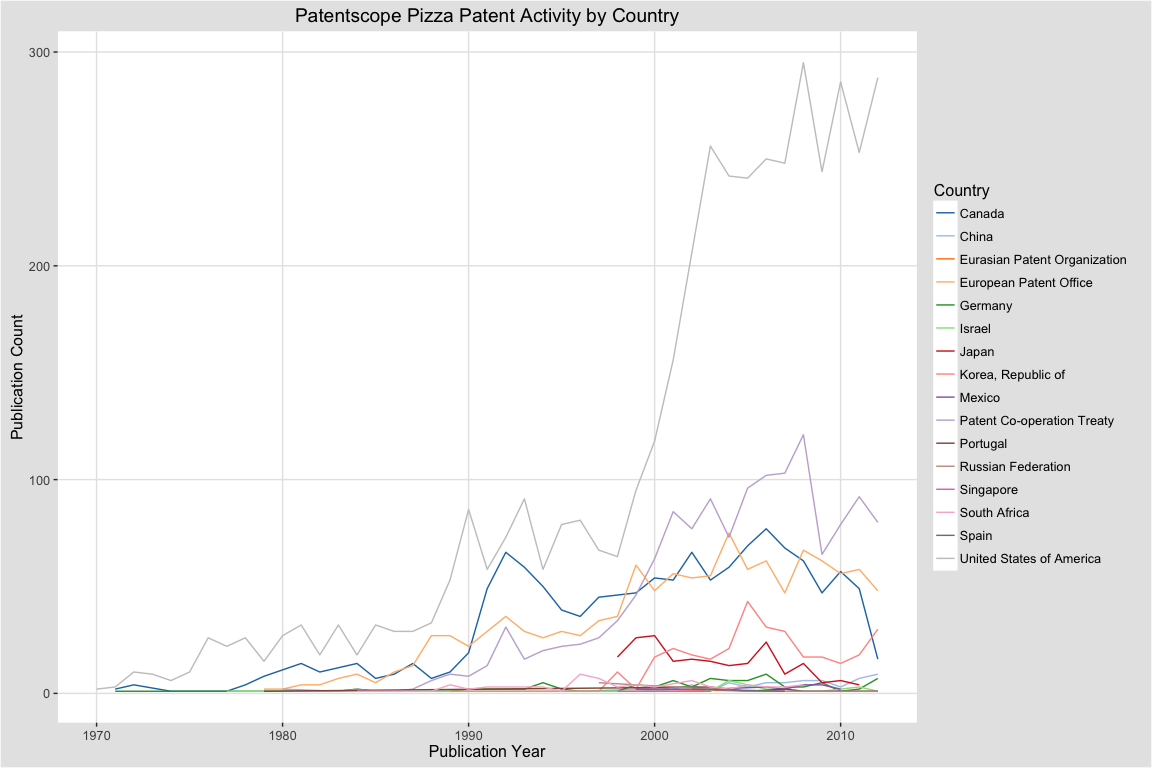 Patentscope Pizza Patent Activity by Country
300
200
100
0
Publication Count
1970 1980 1990 2000 2010
Publication Year
Country
Canada
China
Eurasian Patent Organization
European Patent Office
Germany
Israel
Japan
Korea, Republic of
Mexico
Patent Co-operation Treaty
Portugal
Russian Federation
Singapore
South Africa
Spain
United States of America